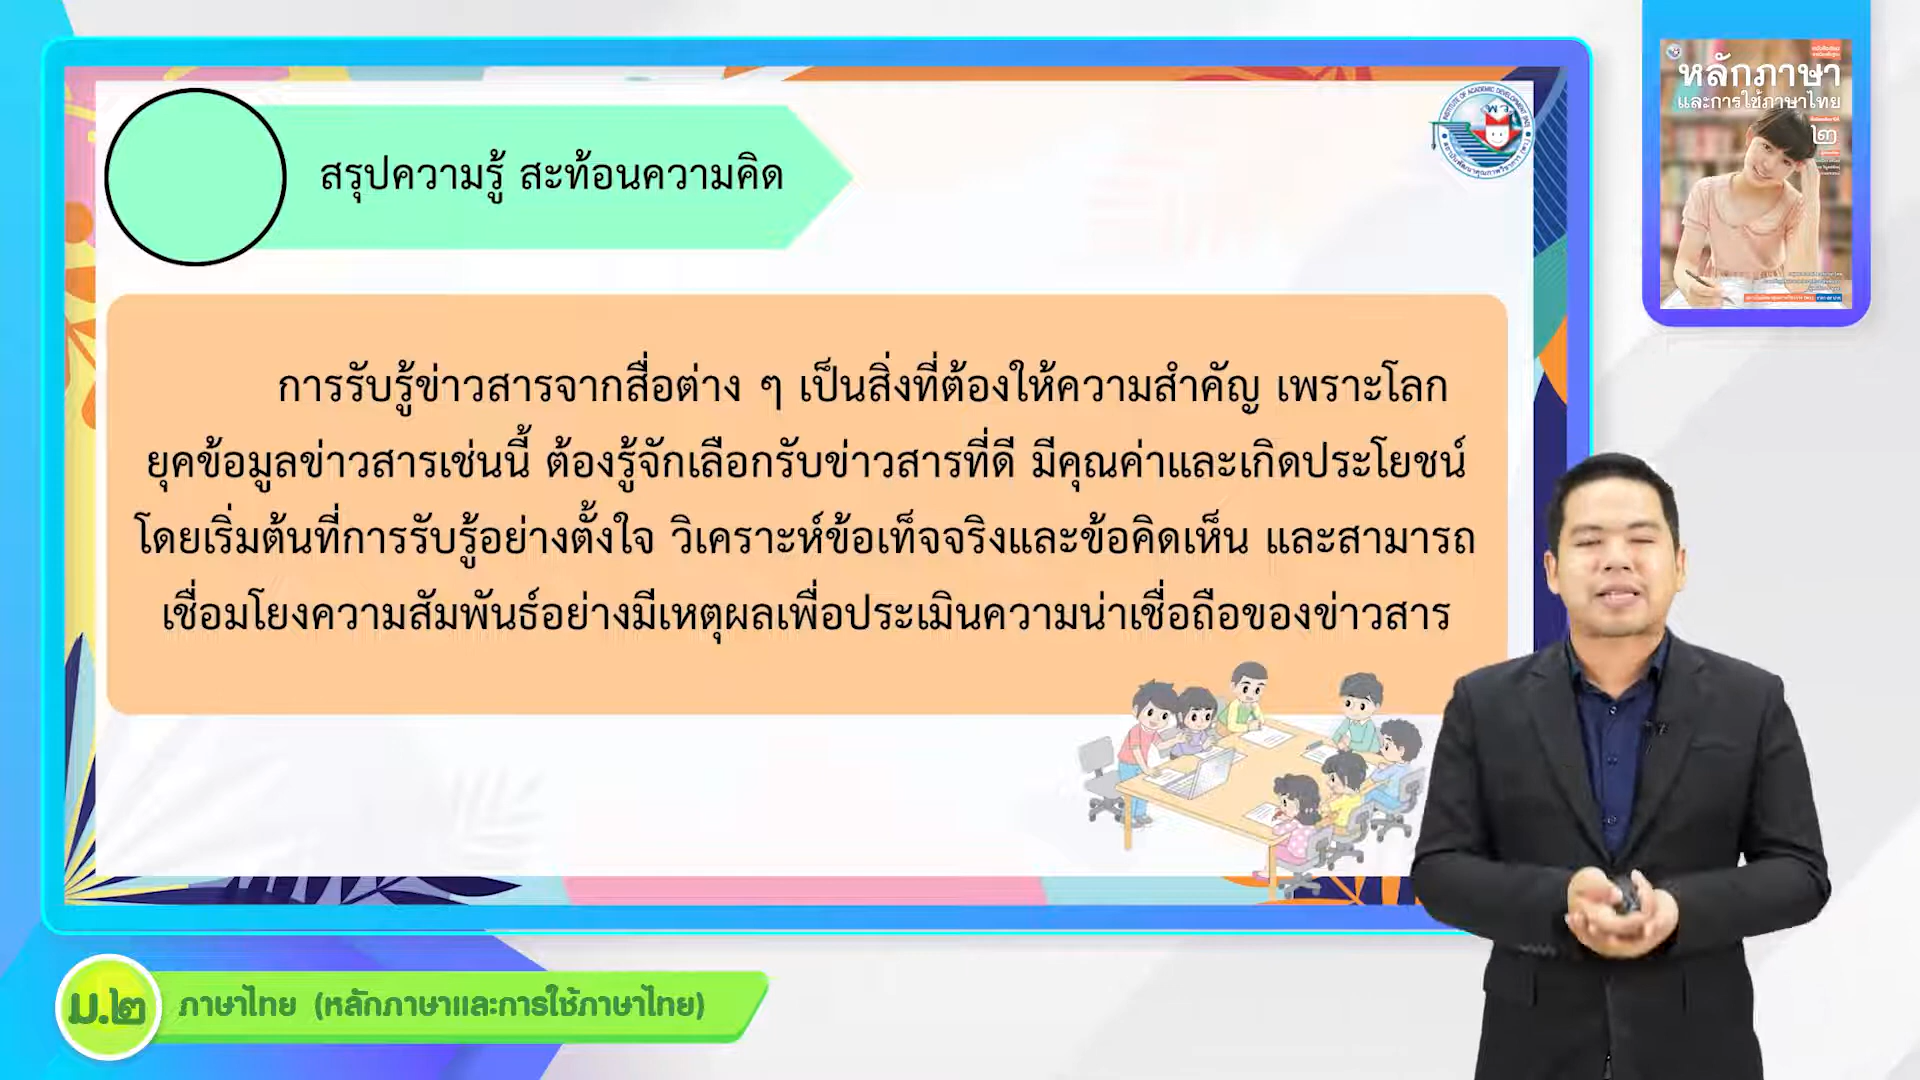 สรุปความรู้ สะท้อนความคิด
การรับรู้ข่าวสารจากสื่อต่าง ๆ เป็นสิ่งที่ต้องให้ความสำคัญ เพราะโลก
ยุคข้อมูลข่าวสารเช่นนี้ ต้องรู้จักเลือกรับข่าวสารที่ดี มีคุณค่าและเกิดประโยชน์
โดยเริ่มต้นที่การรับรู้อย่างตั้งใจ วิเคราะห์ข้อเท็จจริงและข้อคิดเห็น และสามารถ
เชื่อมโยงความสัมพันธ์อย่างมีเหตุผลเพื่อประเมินความน่าเชื่อถือของข่าวสาร
หลักภาษา
และการใช้ภาษาไทย
๒
ม.๒ ภาษาไทย (หลักภาษาและการใช้ภาษาไทย)